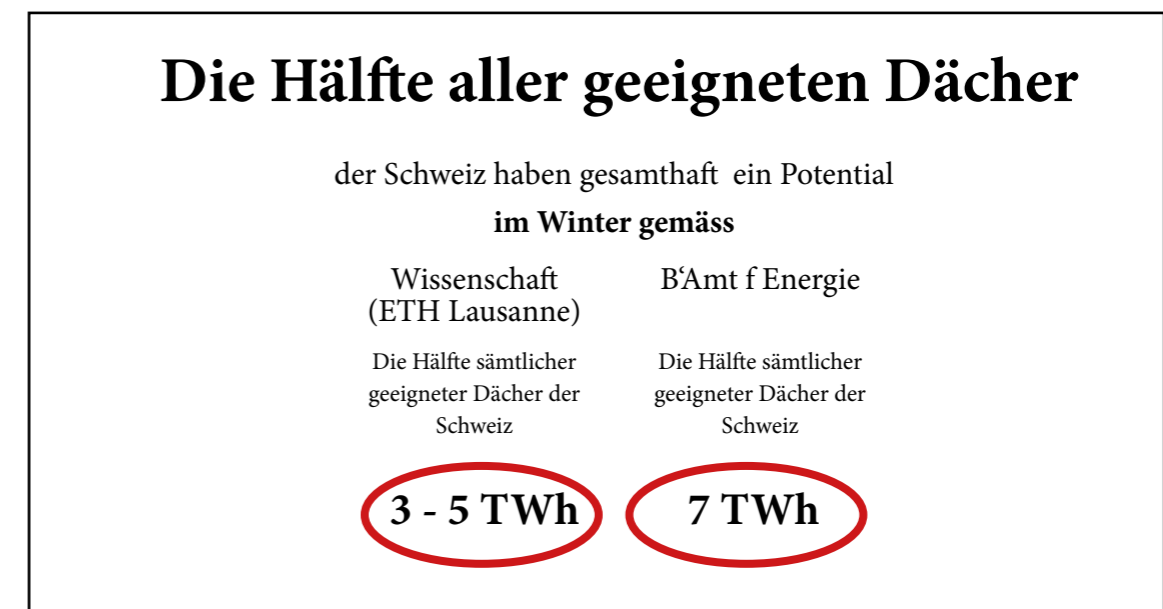 Die Hälfte aller geeigneten Dächer
der Schweiz haben gesamthaft ein Potential
im Winter gemäss
Wissenschaft
(ETH Lausanne)
B‘Amt f Energie
Die Hälfte sämtlicher
geeigneter Dächer der
Schweiz
Die Hälfte sämtlicher
geeigneter Dächer der
Schweiz
3 - 5 TWh
7 TWh